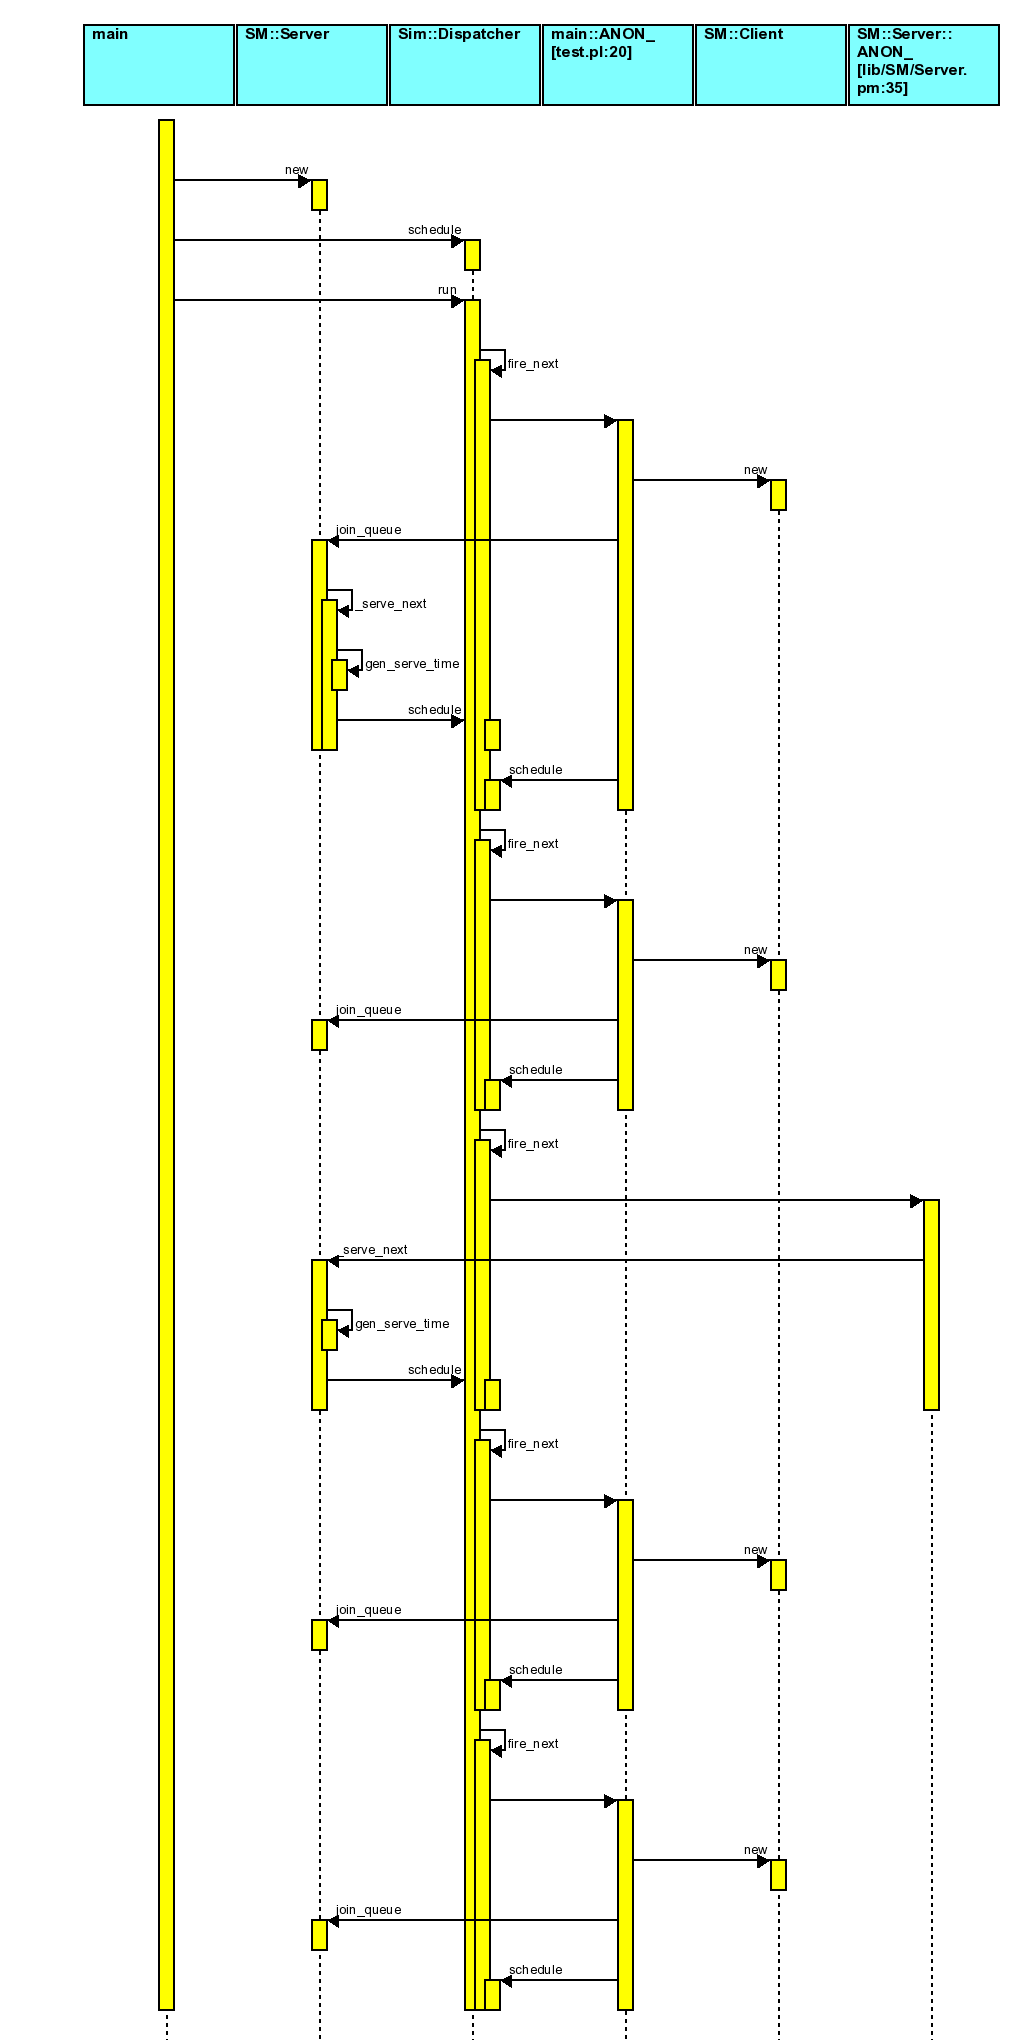 main
SM::Server
Sim::Dispatcher
main::ANON_
[test.pl:20]
SM::Client
SM::Server::
ANON_
[lib/SM/Server.
pm:35]
new
schedule
run
fire_next
new
join_queue
_serve_next
gen_serve_time
schedule
schedule
fire_next
new
join_queue
schedule
fire_next
_serve_next
gen_serve_time
schedule
fire_next
new
join_queue
schedule
fire_next
new
join_queue
schedule